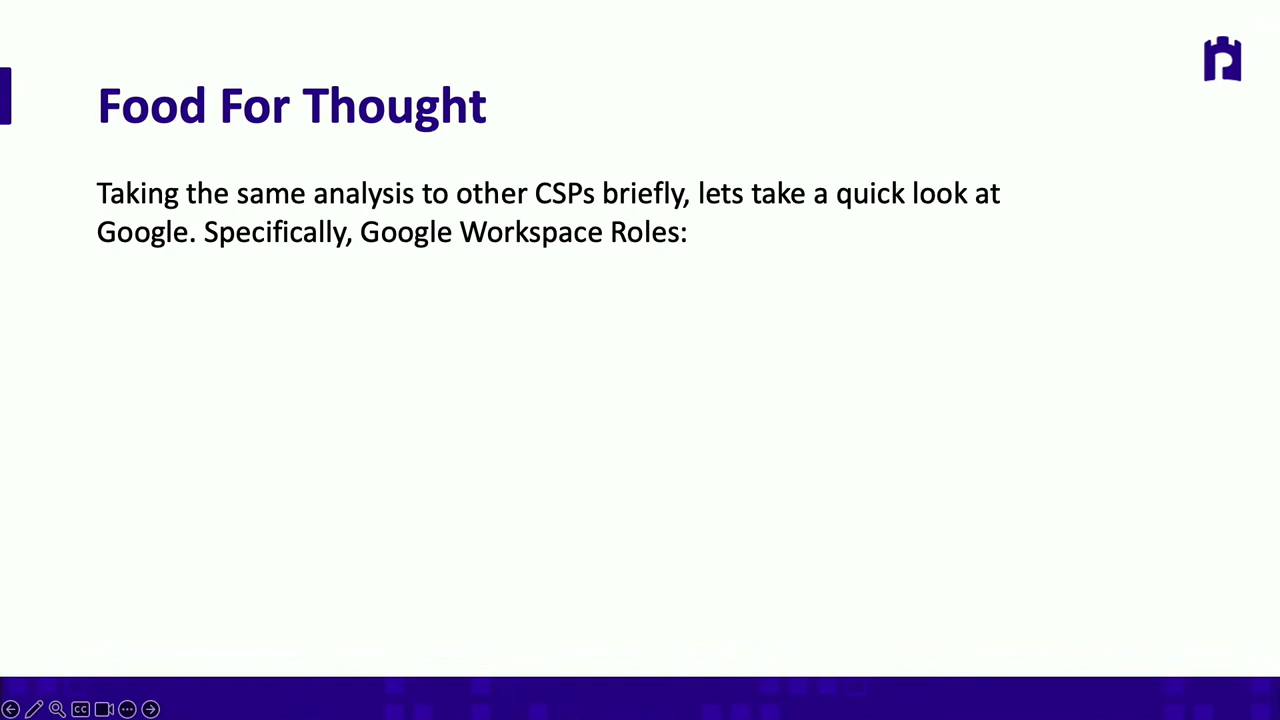 Food For Thought
Taking the same analysis to other CSPs briefly, lets take a quick look at
Google. Specifically, Google Workspace Roles:
CC